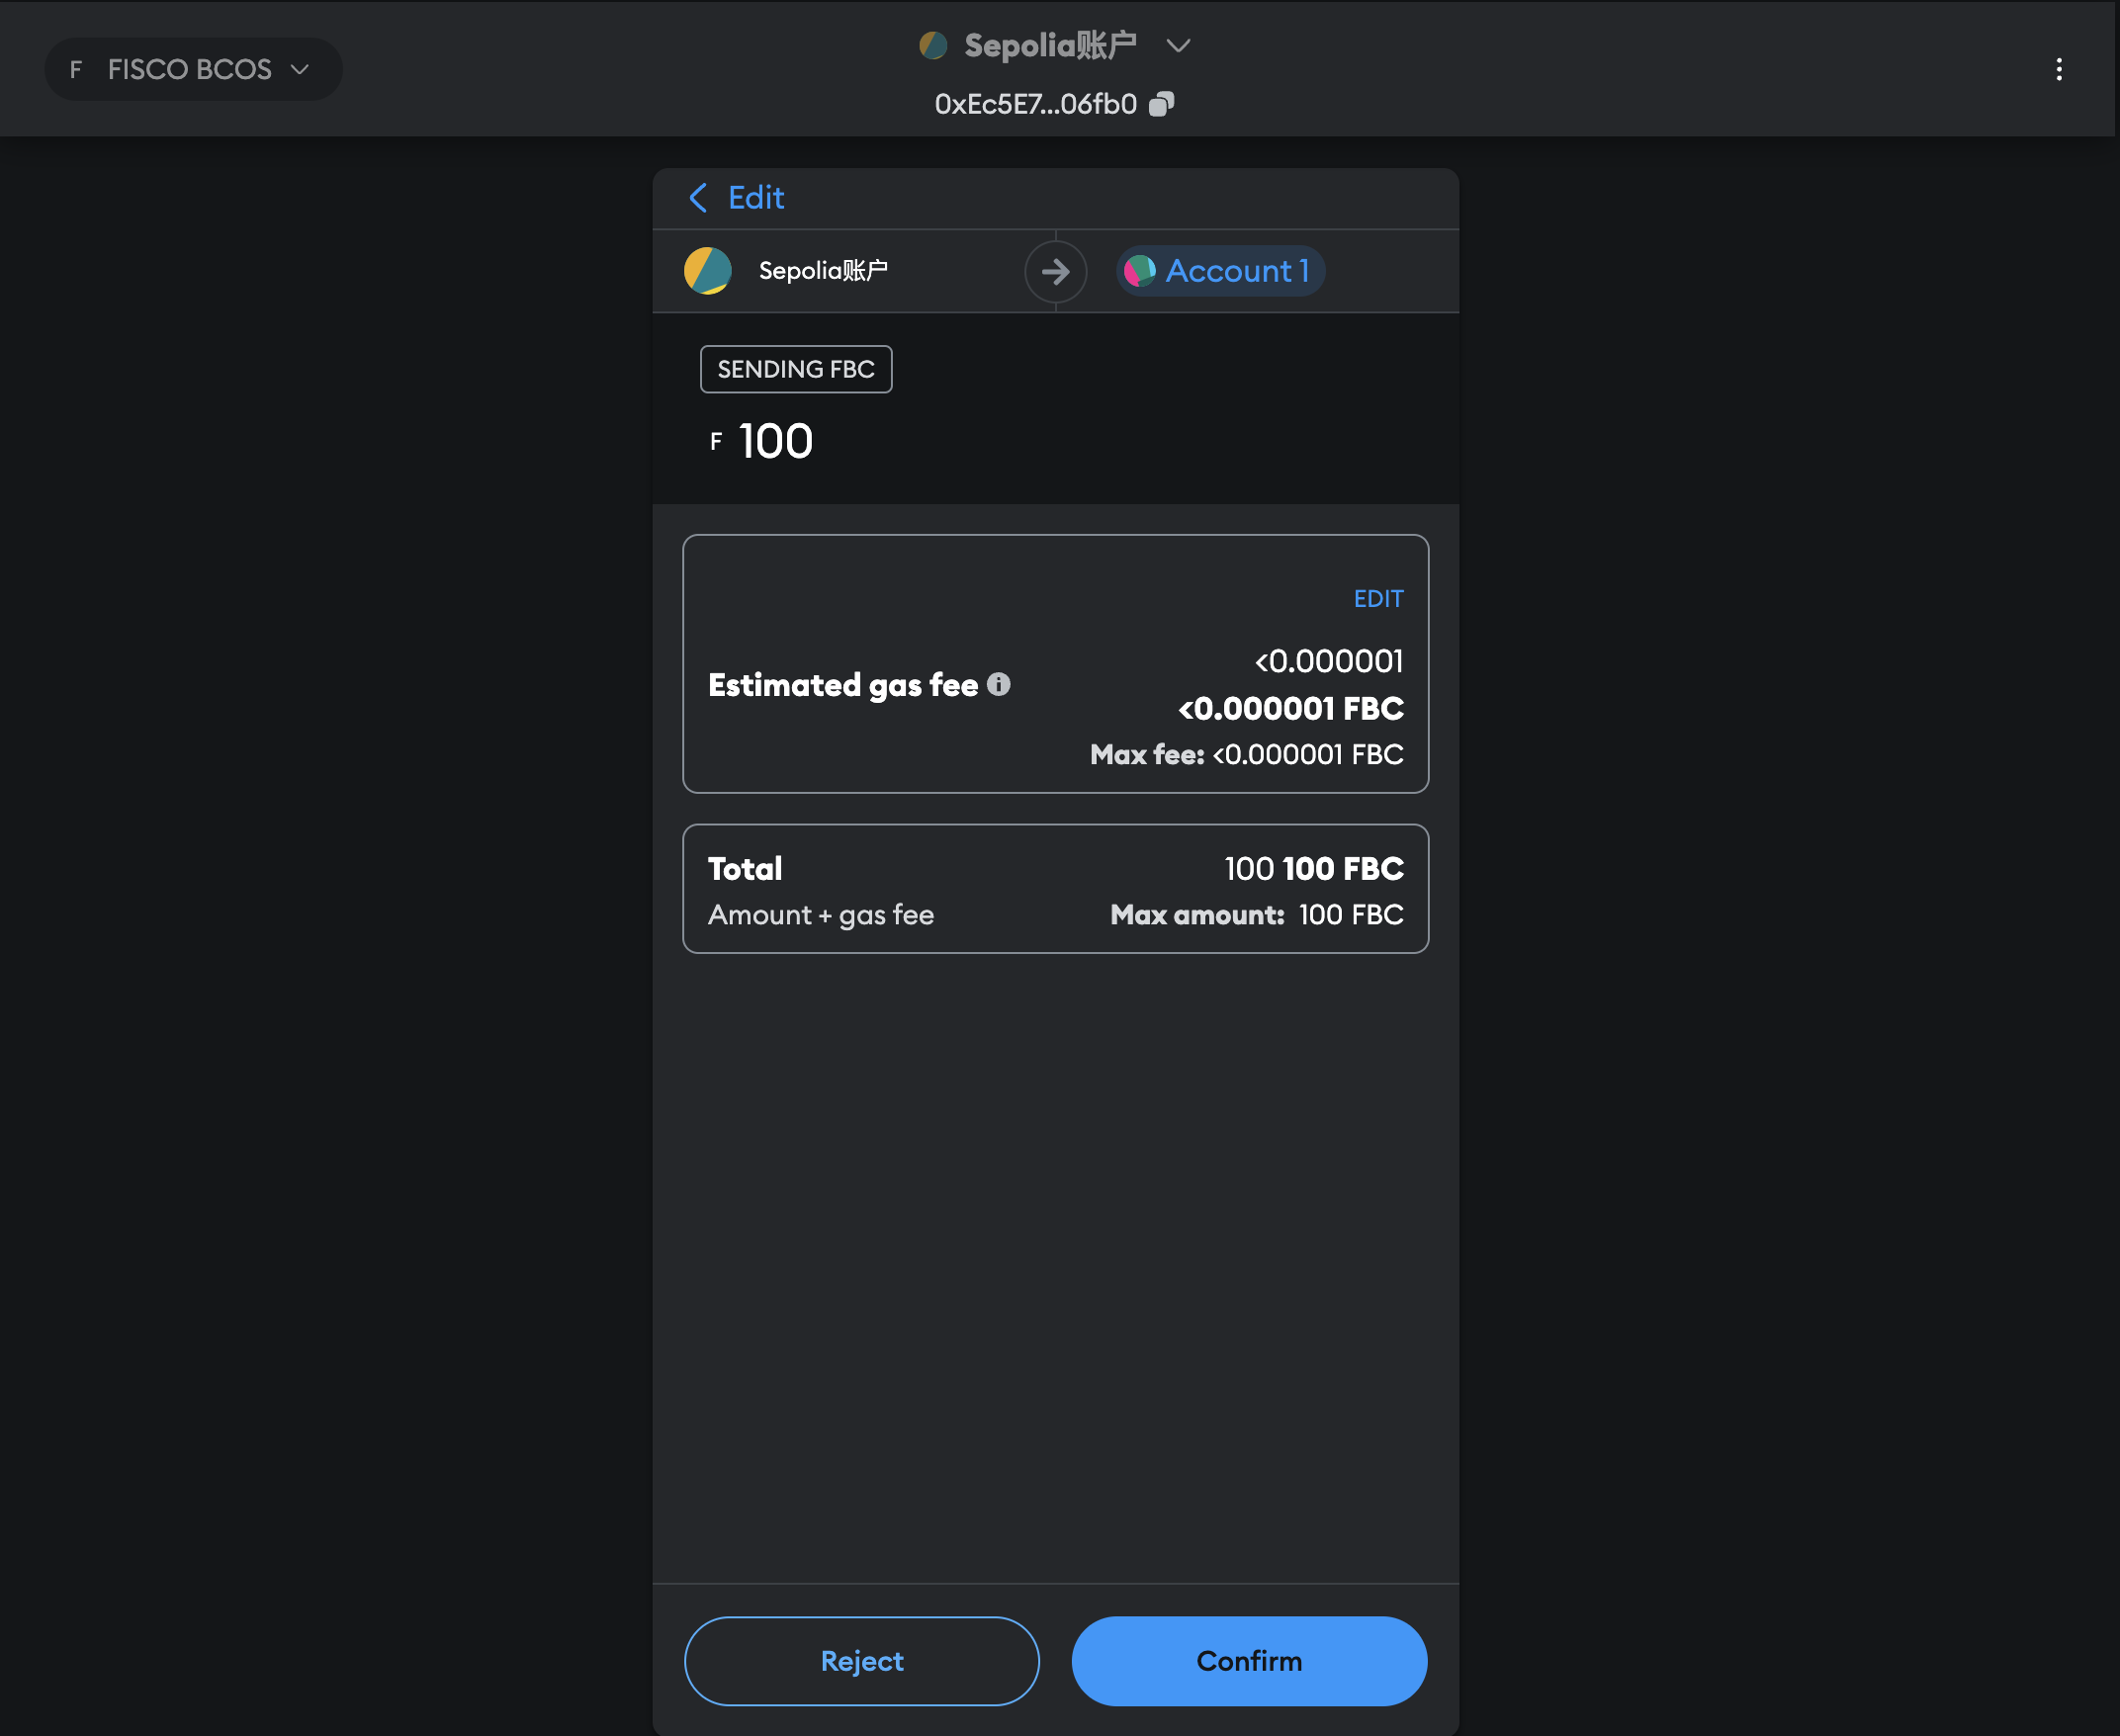 F FISCO BCOS
Sepolia账户
0xEc5E7...06fb0
Edit
Sepolia账户
Account 1
SENDING FBC
F 100
EDIT
Estimated gas fee
<0.000001
<0.000001 FBC
Max fee: <0.000001 FBC
Total 100 100 FBC
Amount + gas fee Max amount: 100 FBC
Reject
Confirm